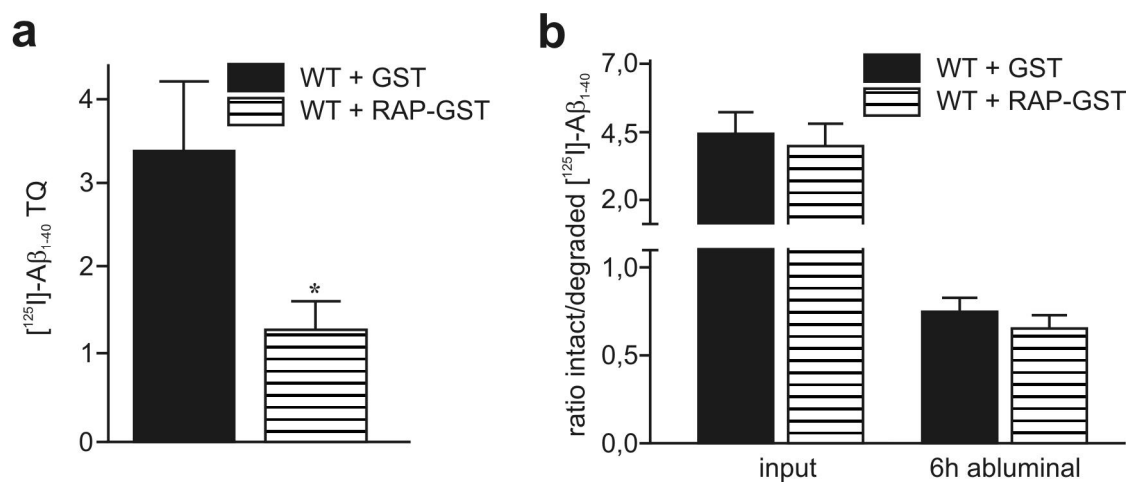 a
WT + GST
WT + RAP-GST
[¹²⁵I]-Aβ₁₋₄₀ TQ
4
3
2
1
0
*
b
WT + GST
WT + RAP-GST
ratio intact/degraded [¹²⁵I]-Aβ₁₋₄₀
7,0
4,5
2,0
1,0
0,5
0,0
input 6h abluminal